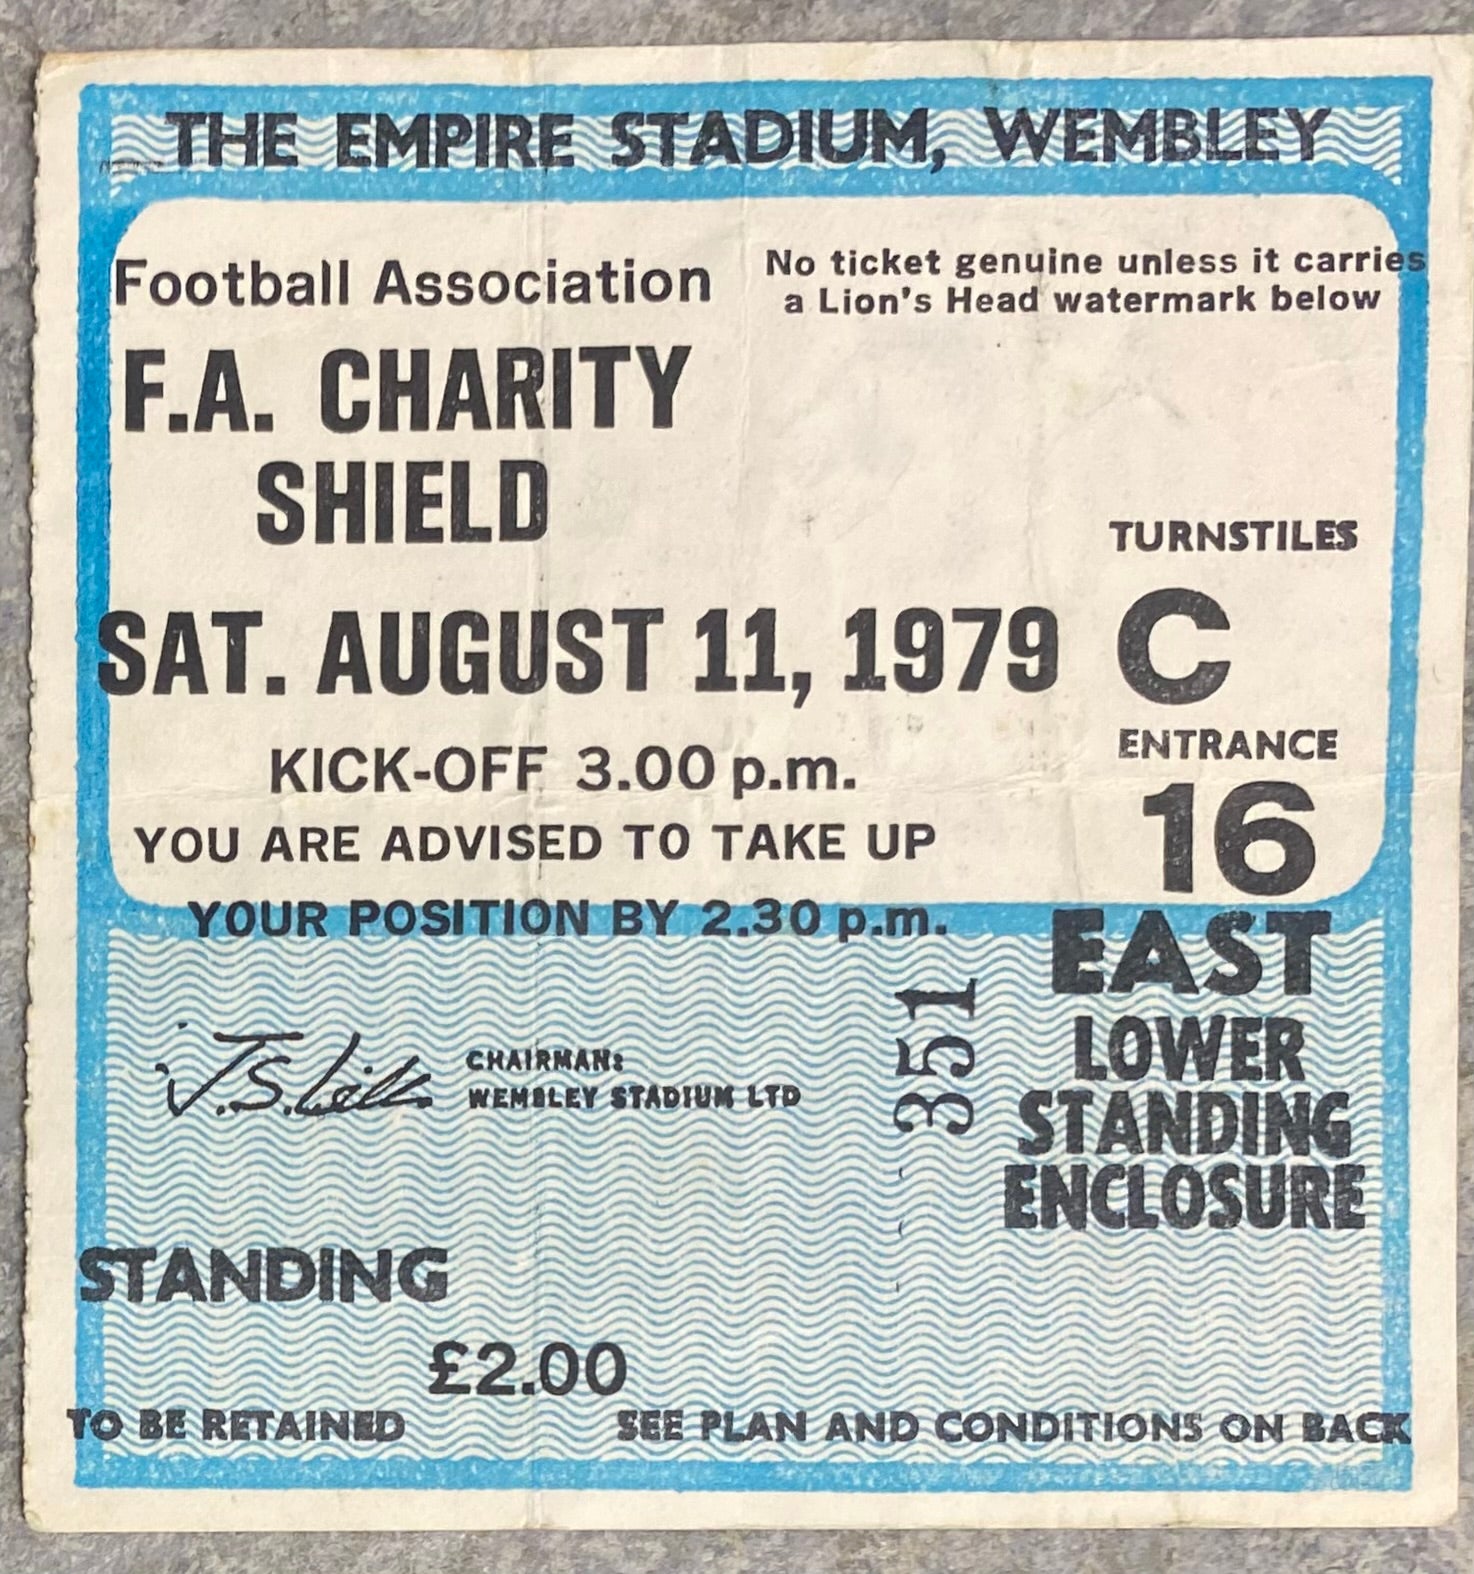 THE EMPIRE STADIUM, WEMBLEY
Football Association
No ticket genuine unless it carries
a Lion's Head watermark below
F.A. CHARITY
SHIELD
TURNSTILES
SAT. AUGUST 11, 1979
C
ENTRANCE
KICK-OFF 3.00 p.m.
16
YOU ARE ADVISED TO TAKE UP
YOUR POSITION BY 2.30 p.m.
EAST
LOWER
STANDING
ENCLOSURE
351
CHAIRMAN:
WEMBLEY STADIUM LTD
STANDING
£2.00
TO BE RETAINED
SEE PLAN AND CONDITIONS ON BACK